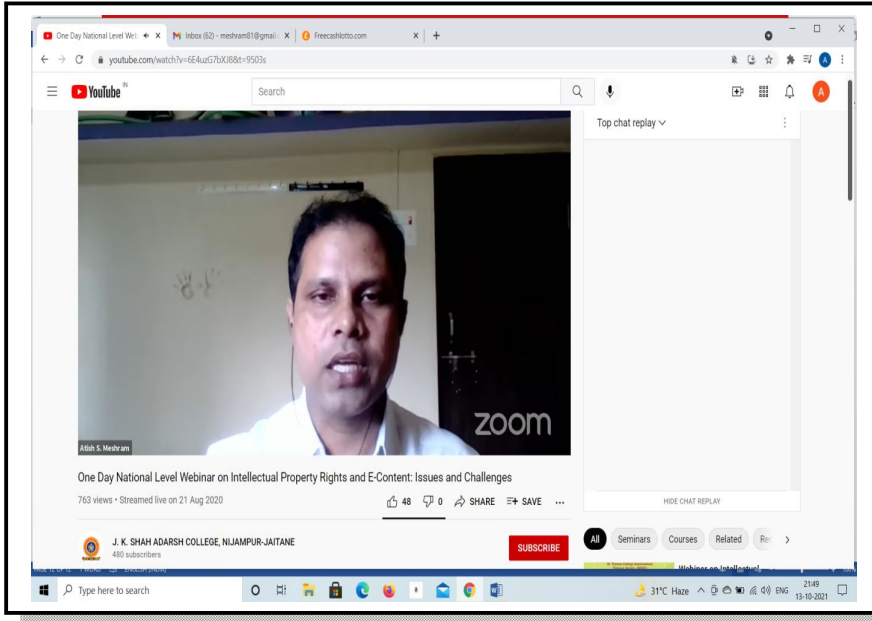 One Day National Level Web
Inbox (62) - meshram81@gmail.c
Freecashlotto.com
youtube.com/watch?v=6E4uzG7bXJ8&t=9503s
YouTube IN
Search
A
Top chat replay
zoom
Atish S. Meshram
One Day National Level Webinar on Intellectual Property Rights and E-Content: Issues and Challenges
763 views • Streamed live on 21 Aug 2020
48 0 SHARE SAVE
HIDE CHAT REPLAY
J. K. SHAH ADARSH COLLEGE, NIJAMPUR-JAITANE
480 subscribers
SUBSCRIBE
All Seminars Courses Related Re
Webinar on Intellectual
Type here to search
31°C Haze ENG
21:49
13-10-2021